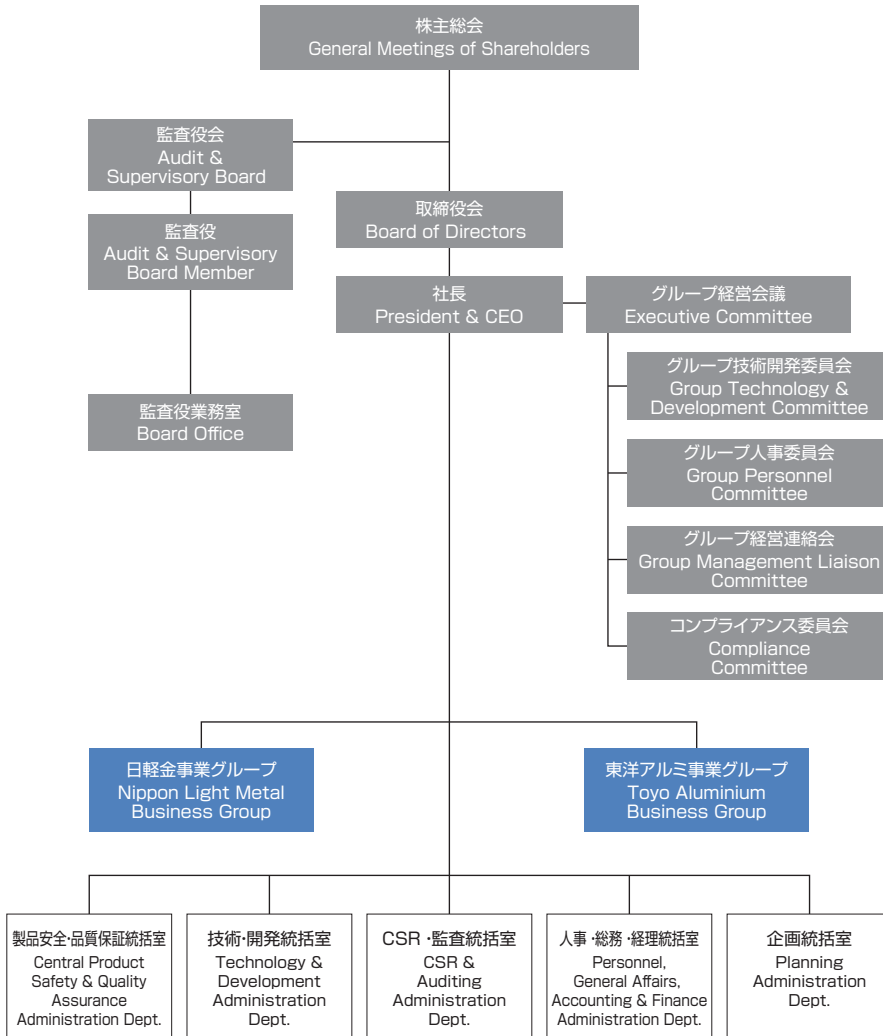 株主総会
General Meetings of Shareholders
監査役会
Audit &
Supervisory Board
監査役
Audit & Supervisory
Board Member
監査役業務室
Board Office
取締役会
Board of Directors
社長
President & CEO
グループ経営会議
Executive Committee
グループ技術開発委員会
Group Technology &
Development Committee
グループ人事委員会
Group Personnel
Committee
グループ経営連絡会
Group Management Liaison
Committee
コンプライアンス委員会
Compliance
Committee
日軽金事業グループ
Nippon Light Metal
Business Group
東洋アルミ事業グループ
Toyo Aluminium
Business Group
製品安全・品質保証統括室
Central Product
Safety & Quality
Assurance
Administration Dept.
技術・開発統括室
Technology &
Development
Administration
Dept.
CSR・監査統括室
CSR &
Auditing
Administration
Dept.
人事・総務・経理統括室
Personnel,
General Affairs,
Accounting & Finance
Administration Dept.
企画統括室
Planning
Administration
Dept.